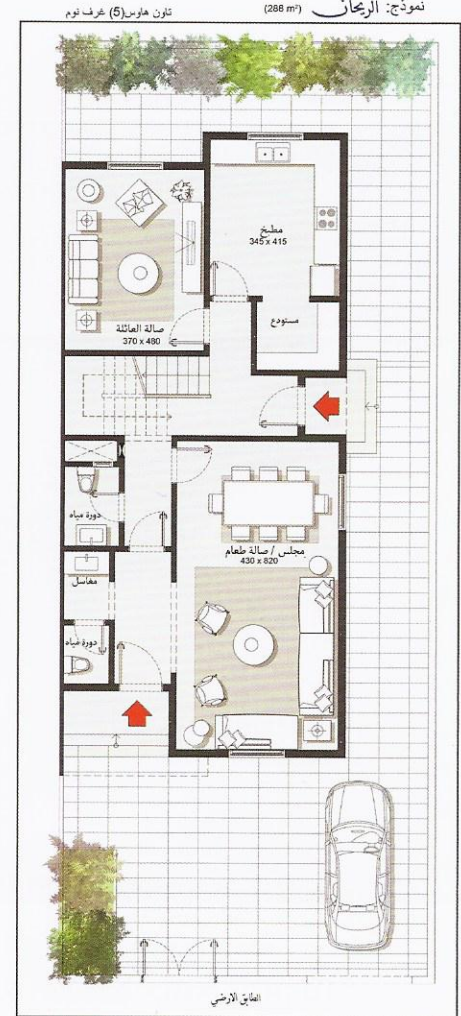 نموذج: الريحان (288 m²)
تاون هاوس(5) غرف نوم
مطبخ
345 x 415
مستودع
صالة العائلة
370 x 480
دورة مياه
مجلس / صالة طعام
430 x 820
مغاسل
دورة مياه
الطابق الارضي